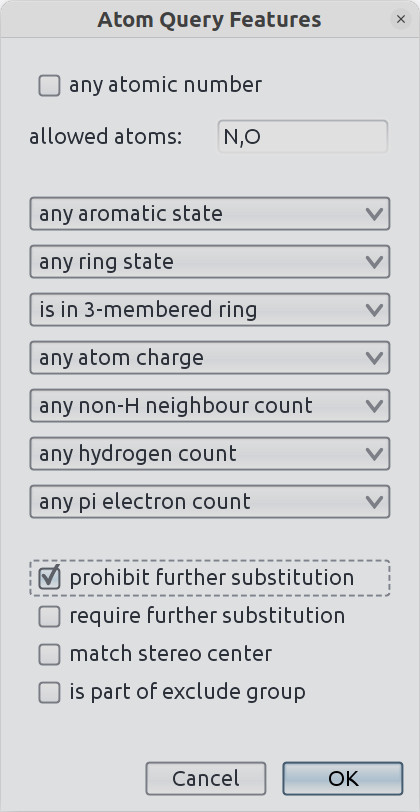 Atom Query Features
any atomic number
allowed atoms: N,O
any aromatic state
any ring state
is in 3-membered ring
any atom charge
any non-H neighbour count
any hydrogen count
any pi electron count
prohibit further substitution
require further substitution
match stereo center
is part of exclude group
Cancel OK